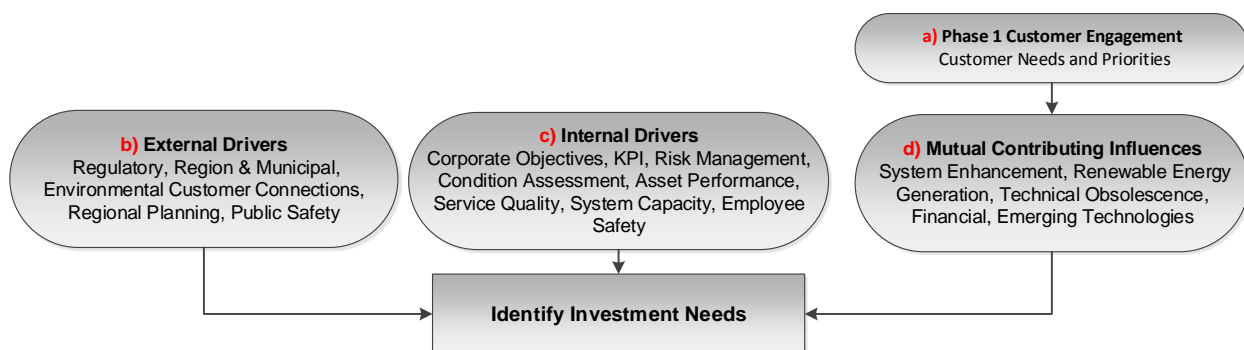 a) Phase 1 Customer Engagement
Customer Needs and Priorities
b) External Drivers
Regulatory, Region & Municipal,
Environmental Customer Connections,
Regional Planning, Public Safety
c) Internal Drivers
Corporate Objectives, KPI, Risk Management,
Condition Assessment, Asset Performance,
Service Quality, System Capacity, Employee
Safety
d) Mutual Contributing Influences
System Enhancement, Renewable Energy
Generation, Technical Obsolescence,
Financial, Emerging Technologies
Identify Investment Needs